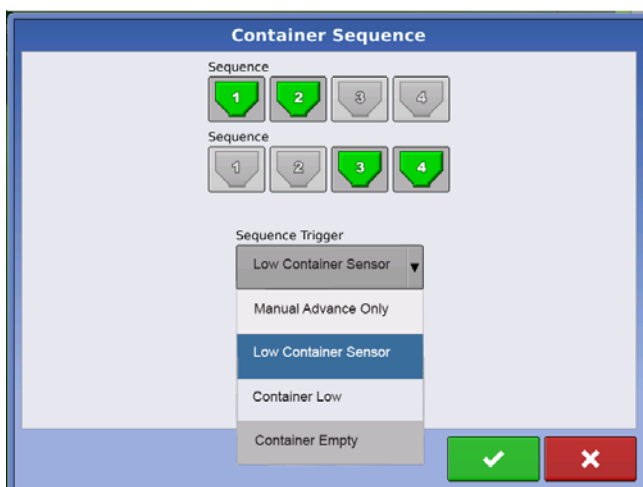 Container Sequence
Sequence
1 2 3 4
Sequence
1 2 3 4
Sequence Trigger
Low Container Sensor
Manual Advance Only
Low Container Sensor
Container Low
Container Empty